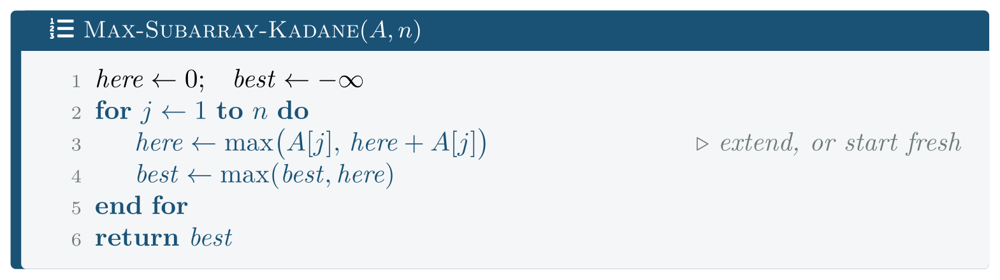 MAX-SUBARRAY-KADANE(A, n)
1 here ← 0; best ← −∞
2 for j ← 1 to n do
3 here ← max(A[j], here + A[j]) ▷ extend, or start fresh
4 best ← max(best, here)
5 end for
6 return best